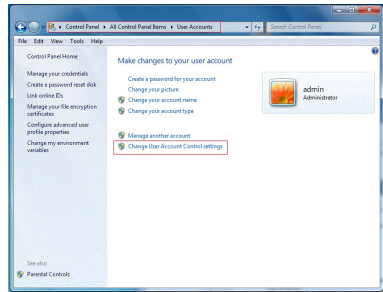 Control Panel ▸ All Control Panel Items ▸ User Accounts
Search Control Panel
File Edit View Tools Help
Control Panel Home
Manage your credentials
Create a password reset disk
Link online IDs
Manage your file encryption
certificates
Configure advanced user
profile properties
Change my environment
variables
See also
Parental Controls
Make changes to your user account
Create a password for your account
Change your picture
Change your account name
Change your account type
Manage another account
Change User Account Control settings
admin
Administrator